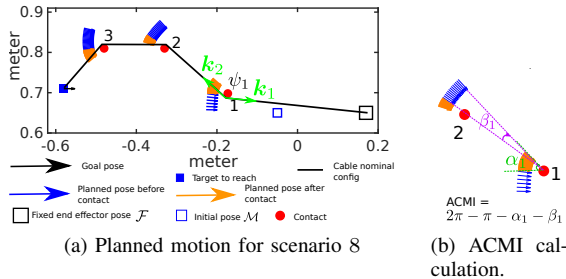 0.9
0.8
0.7
0.6
meter
-0.6
-0.4
-0.2
0
0.2
meter
3
2
1
k₂
ψ₁
k₁
Goal pose
Target to reach
Cable nominal config
Planned pose before contact
Planned pose after contact
Fixed end effector pose ℱ
Initial pose ℳ
Contact
(a) Planned motion for scenario 8
2
β₁
α₁
1
ACMI =
2π − π − α₁ − β₁
(b) ACMI cal-
culation.